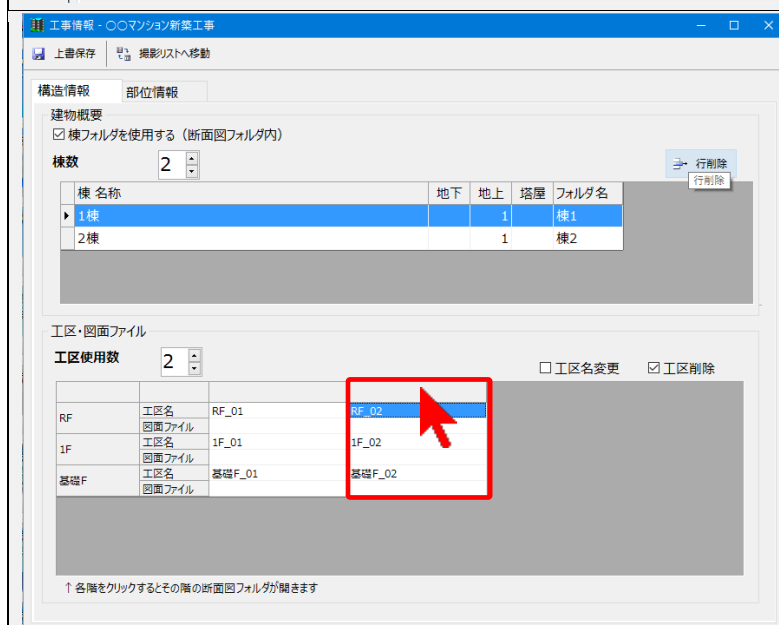 工事情報 - 〇〇マンション新築工事
上書保存 撮影リストへ移動
構造情報 部位情報
建物概要
棟フォルダを使用する（断面図フォルダ内）
棟数 2 行削除
行削除
棟 名称 地下 地上 塔屋 フォルダ名
1棟 1 棟1
2棟 1 棟2
工区・図面ファイル
工区使用数 2 工区名変更 工区削除
RF 工区名 RF_01 RF_02
図面ファイル
1F 工区名 1F_01 1F_02
図面ファイル
基礎F 工区名 基礎F_01 基礎F_02
図面ファイル
↑各階をクリックするとその階の断面図フォルダが開きます